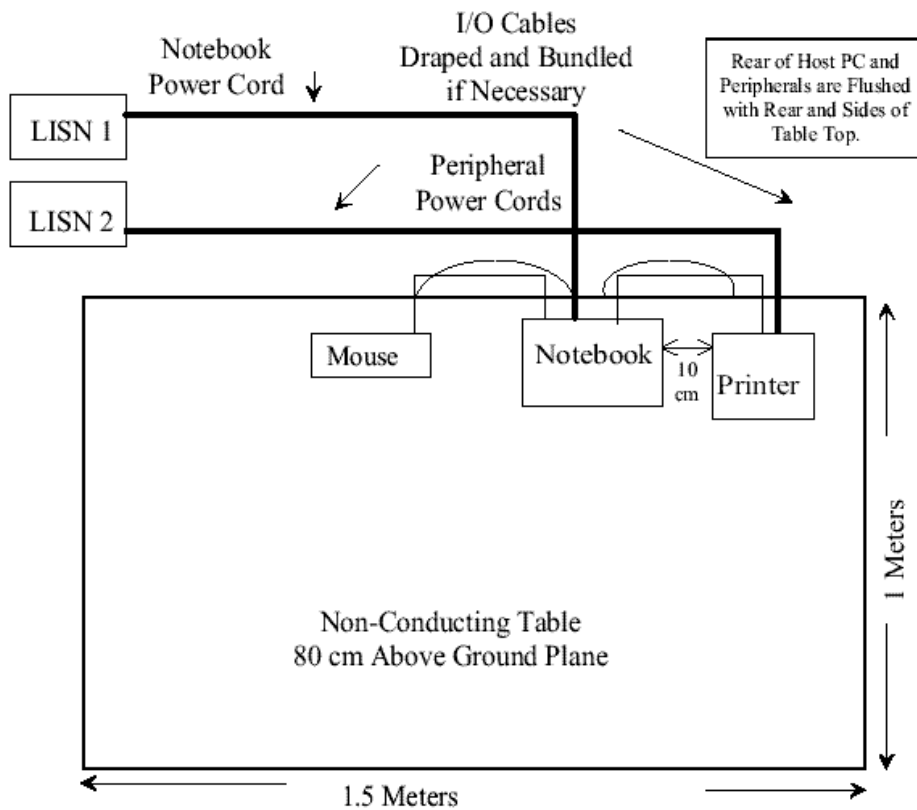 Notebook
Power Cord
I/O Cables
Draped and Bundled
if Necessary
Rear of Host PC and
Peripherals are Flushed
with Rear and Sides of
Table Top.
LISN 1
Peripheral
Power Cords
LISN 2
Mouse
Notebook
10
cm
Printer
1 Meters
Non-Conducting Table
80 cm Above Ground Plane
1.5 Meters